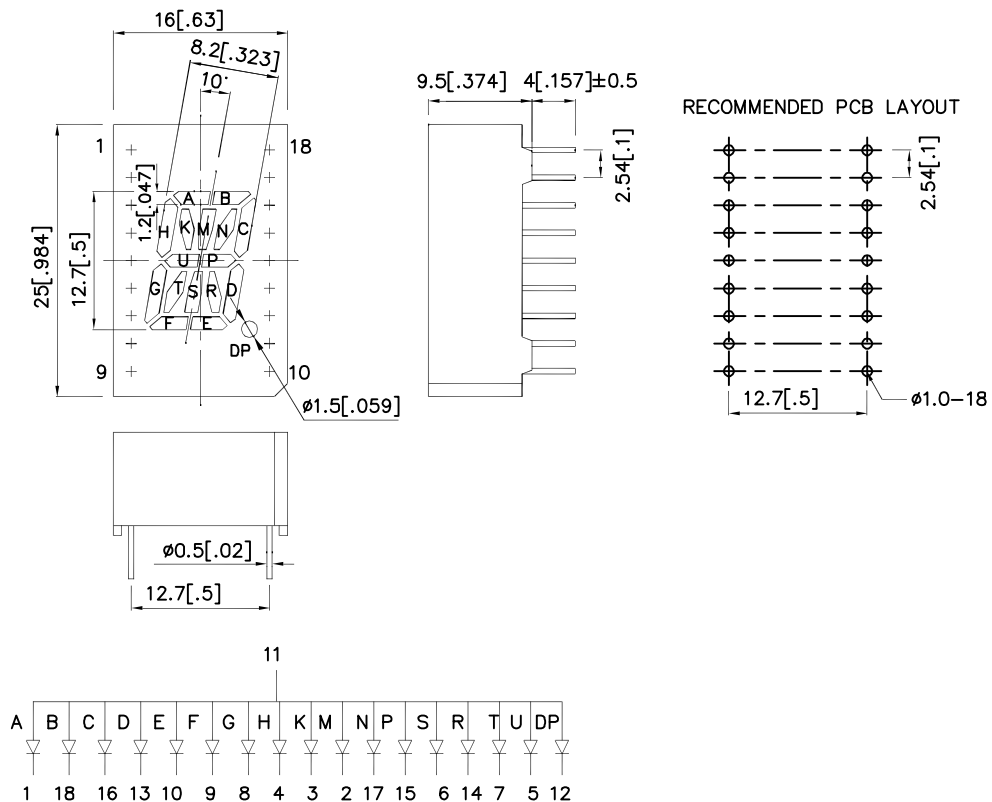 16[.63]
8.2[.323]
10°
9.5[.374] 4[.157]±0.5
RECOMMENDED PCB LAYOUT
1 18
2.54[.1]
2.54[.1]
1.2[.047]
A B
H K M N C
U P
25[.984]
12.7[.5]
G T S R D
F E
DP
9 10
ø1.5[.059]
12.7[.5]
ø1.0-18
ø0.5[.02]
12.7[.5]
11
A B C D E F G H K M N P S R T U DP
1 18 16 13 10 9 8 4 3 2 17 15 6 14 7 5 12